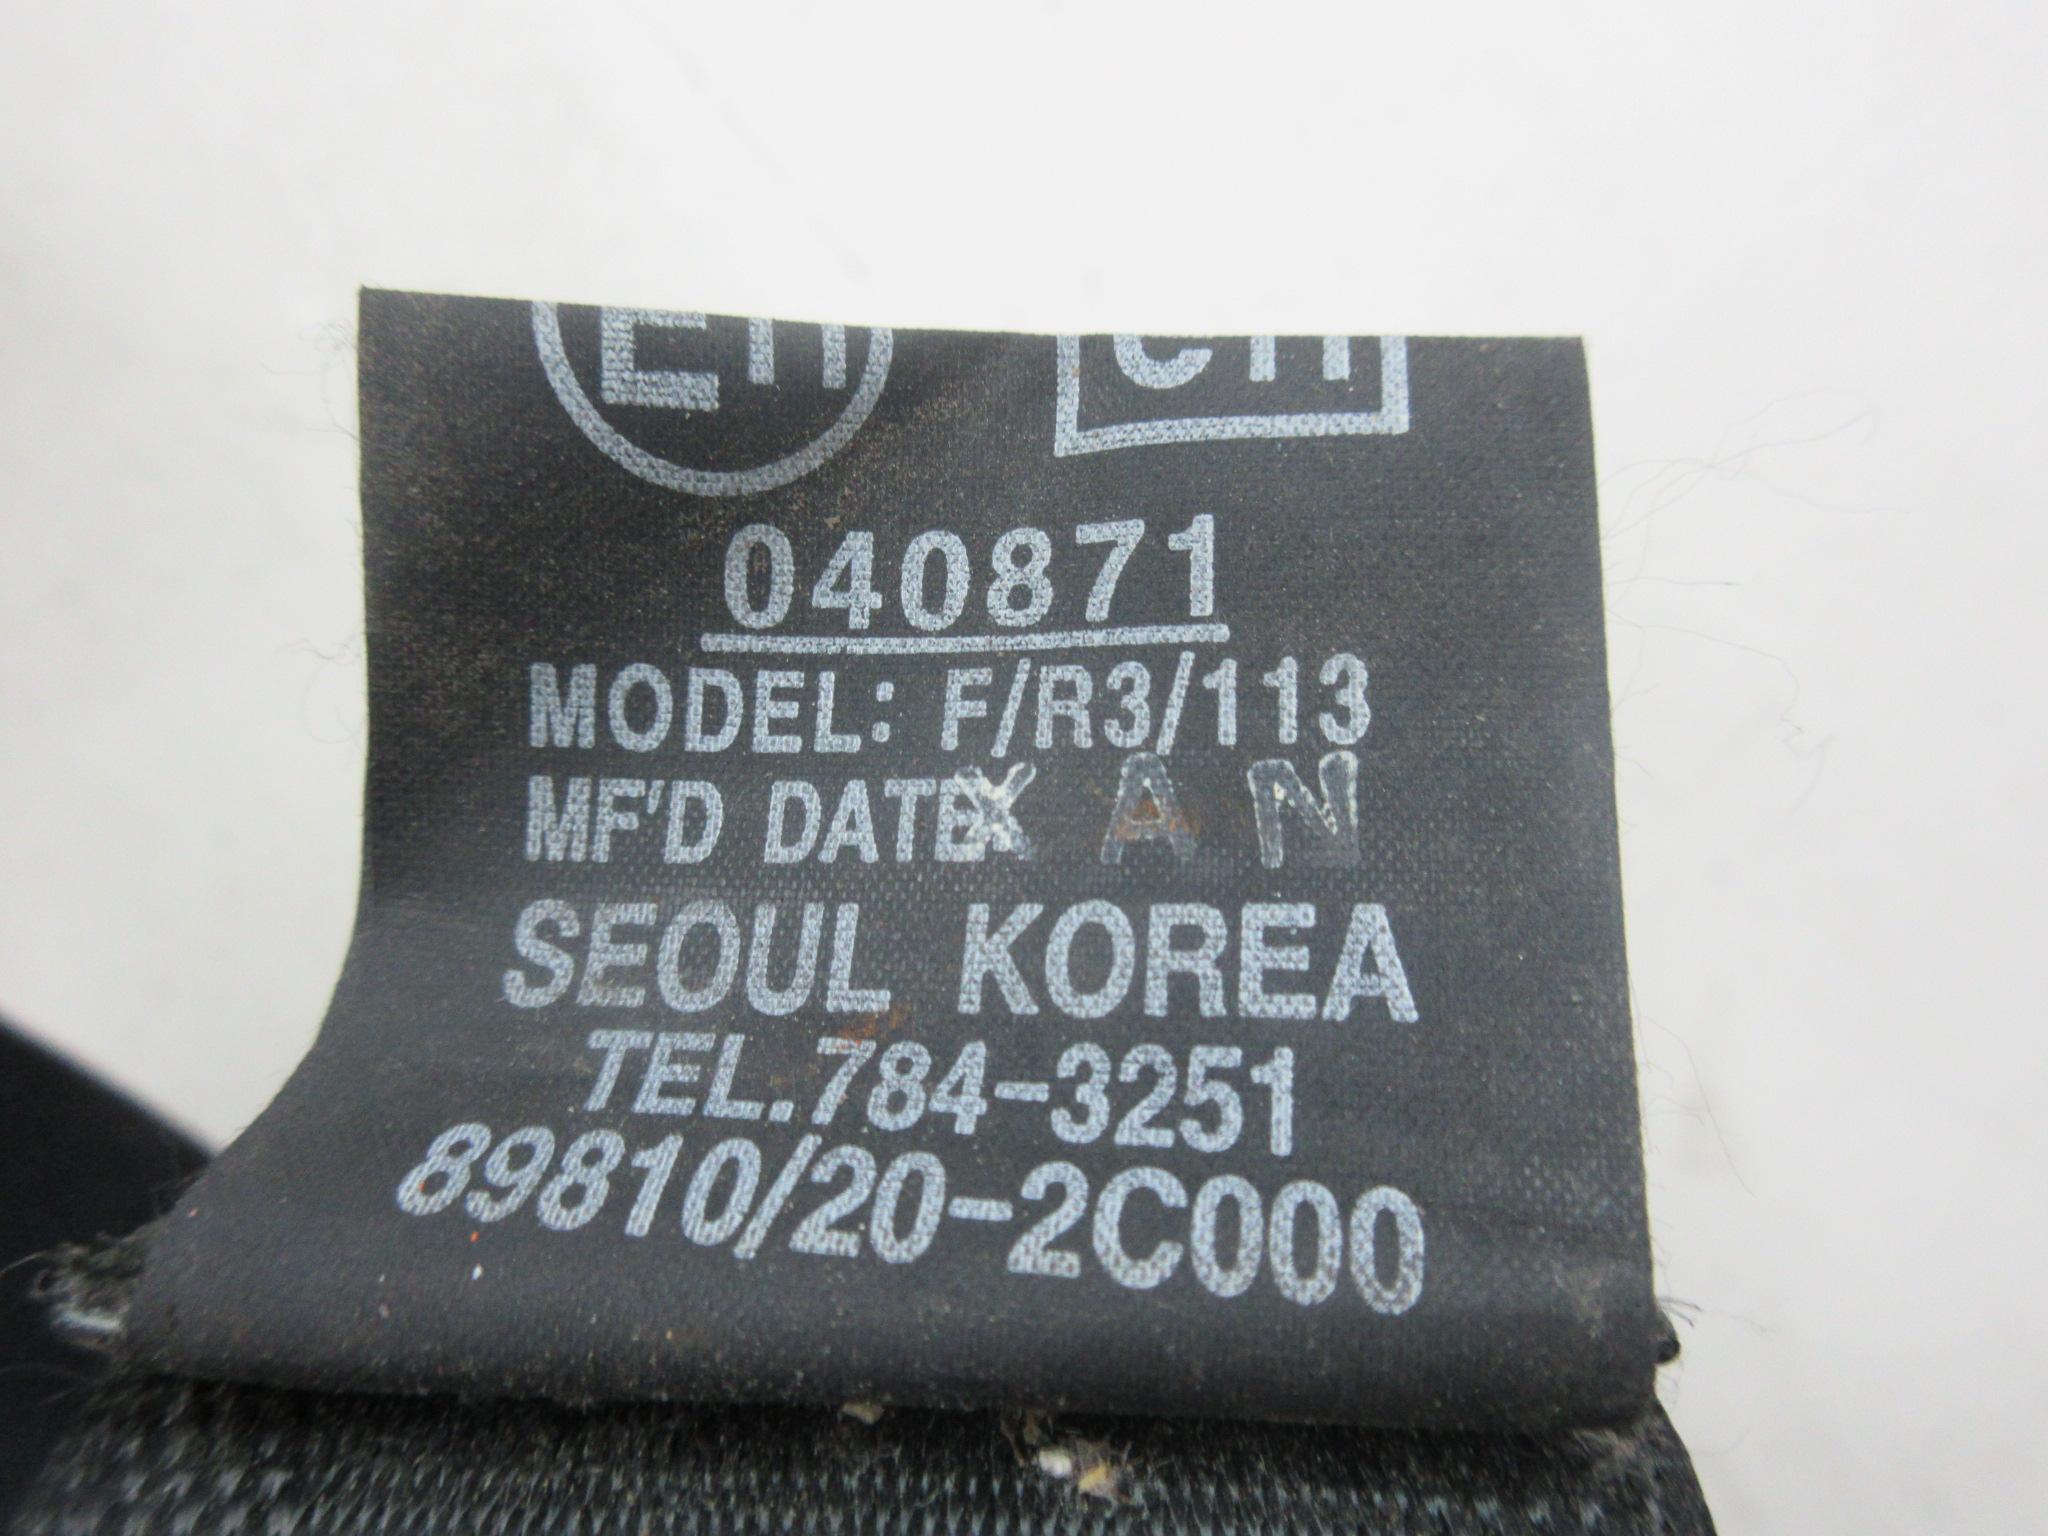 040871
MODEL: F/R3/113
MF'D DATE X A N
SEOUL KOREA
TEL.784-3251
89810/20-2C000